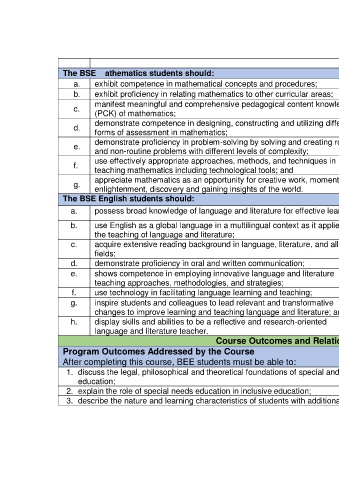 The BSE athematics students should:
a. exhibit competence in mathematical concepts and procedures;
b. exhibit proficiency in relating mathematics to other curricular areas;
c. manifest meaningful and comprehensive pedagogical content knowle
(PCK) of mathematics;
d. demonstrate competence in designing, constructing and utilizing diffe
forms of assessment in mathematics;
e. demonstrate proficiency in problem-solving by solving and creating ro
and non-routine problems with different levels of complexity;
f. use effectively appropriate approaches, methods, and techniques in
teaching mathematics including technological tools; and
g. appreciate mathematics as an opportunity for creative work, moment
enlightenment, discovery and gaining insights of the world.
The BSE English students should:
a. possess broad knowledge of language and literature for effective lear
b. use English as a global language in a multilingual context as it applie
the teaching of language and literature;
c. acquire extensive reading background in language, literature, and all
fields;
d. demonstrate proficiency in oral and written communication;
e. shows competence in employing innovative language and literature
teaching approaches, methodologies, and strategies;
f. use technology in facilitating language learning and teaching;
g. inspire students and colleagues to lead relevant and transformative
changes to improve learning and teaching language and literature; a
h. display skills and abilities to be a reflective and research-oriented
language and literature teacher.
Course Outcomes and Relatio
Program Outcomes Addressed by the Course
After completing this course, BEE students must be able to:
1. discuss the legal, philosophical and theoretical foundations of special and
education;
2. explain the role of special needs education in inclusive education;
3. describe the nature and learning characteristics of students with additiona